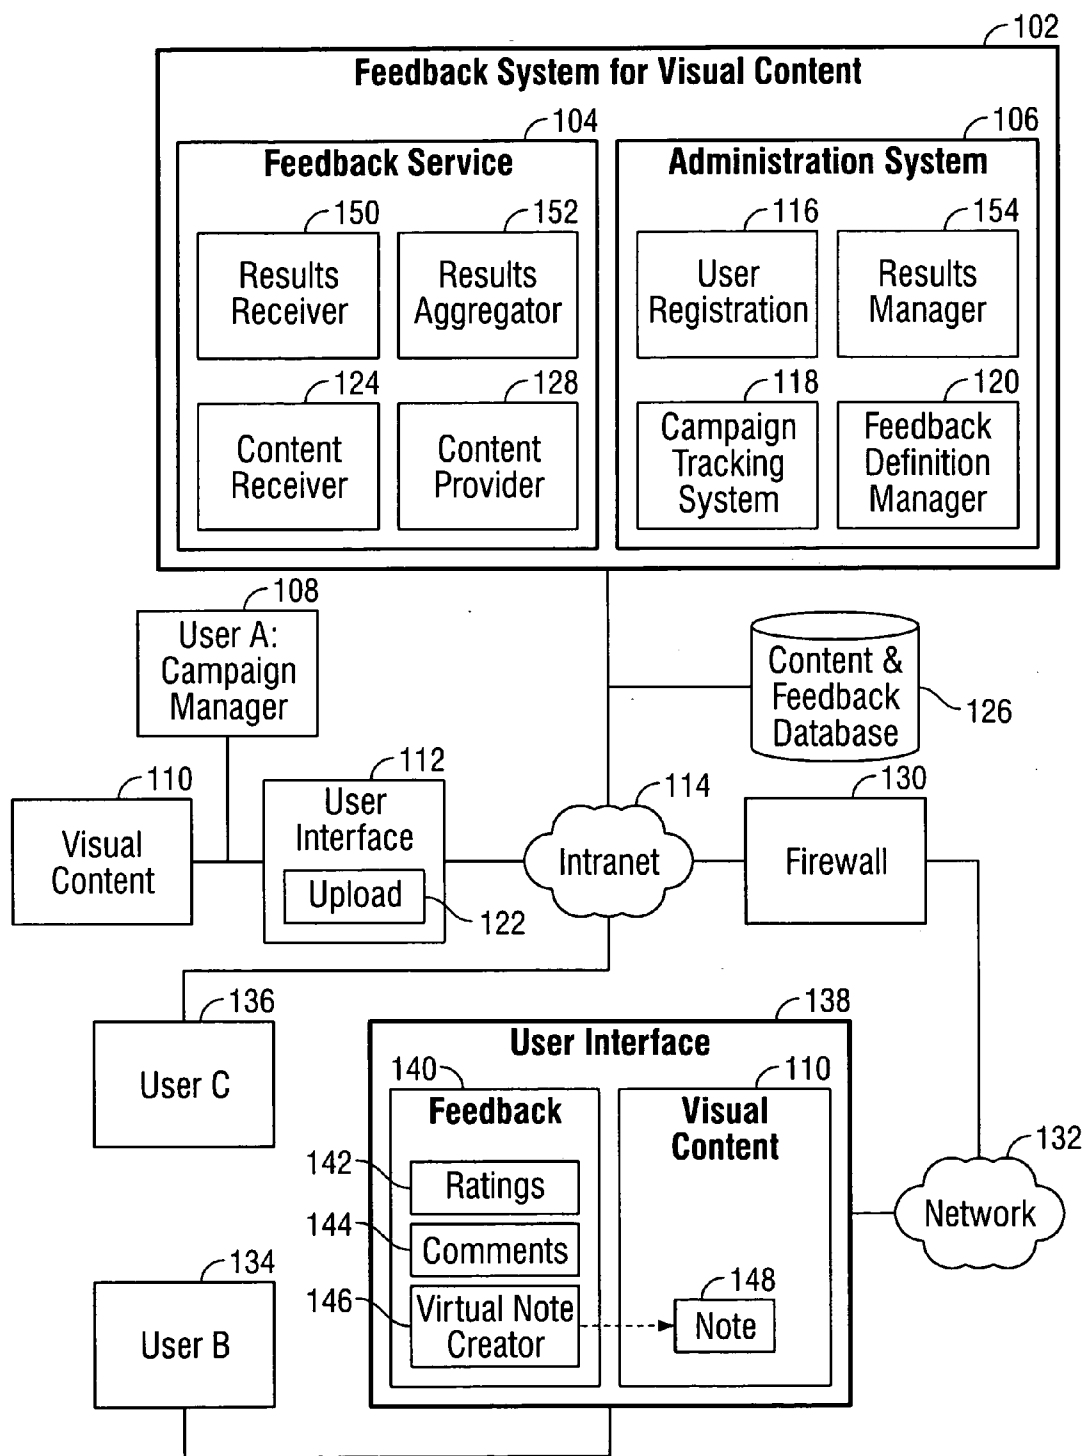 102
Feedback System for Visual Content
104
106
Feedback Service
Administration System
150
152
116
154
Results
Receiver
Results
Aggregator
User
Registration
Results
Manager
124
128
118
120
Content
Receiver
Content
Provider
Campaign
Tracking
System
Feedback
Definition
Manager
108
User A:
Campaign
Manager
Content &
Feedback
Database
126
110
112
114
130
Visual
Content
User
Interface
Upload
122
Intranet
Firewall
136
User C
138
User Interface
140
110
Feedback
Visual
Content
142
Ratings
144
Comments
146
Virtual Note
Creator
148
Note
132
Network
134
User B